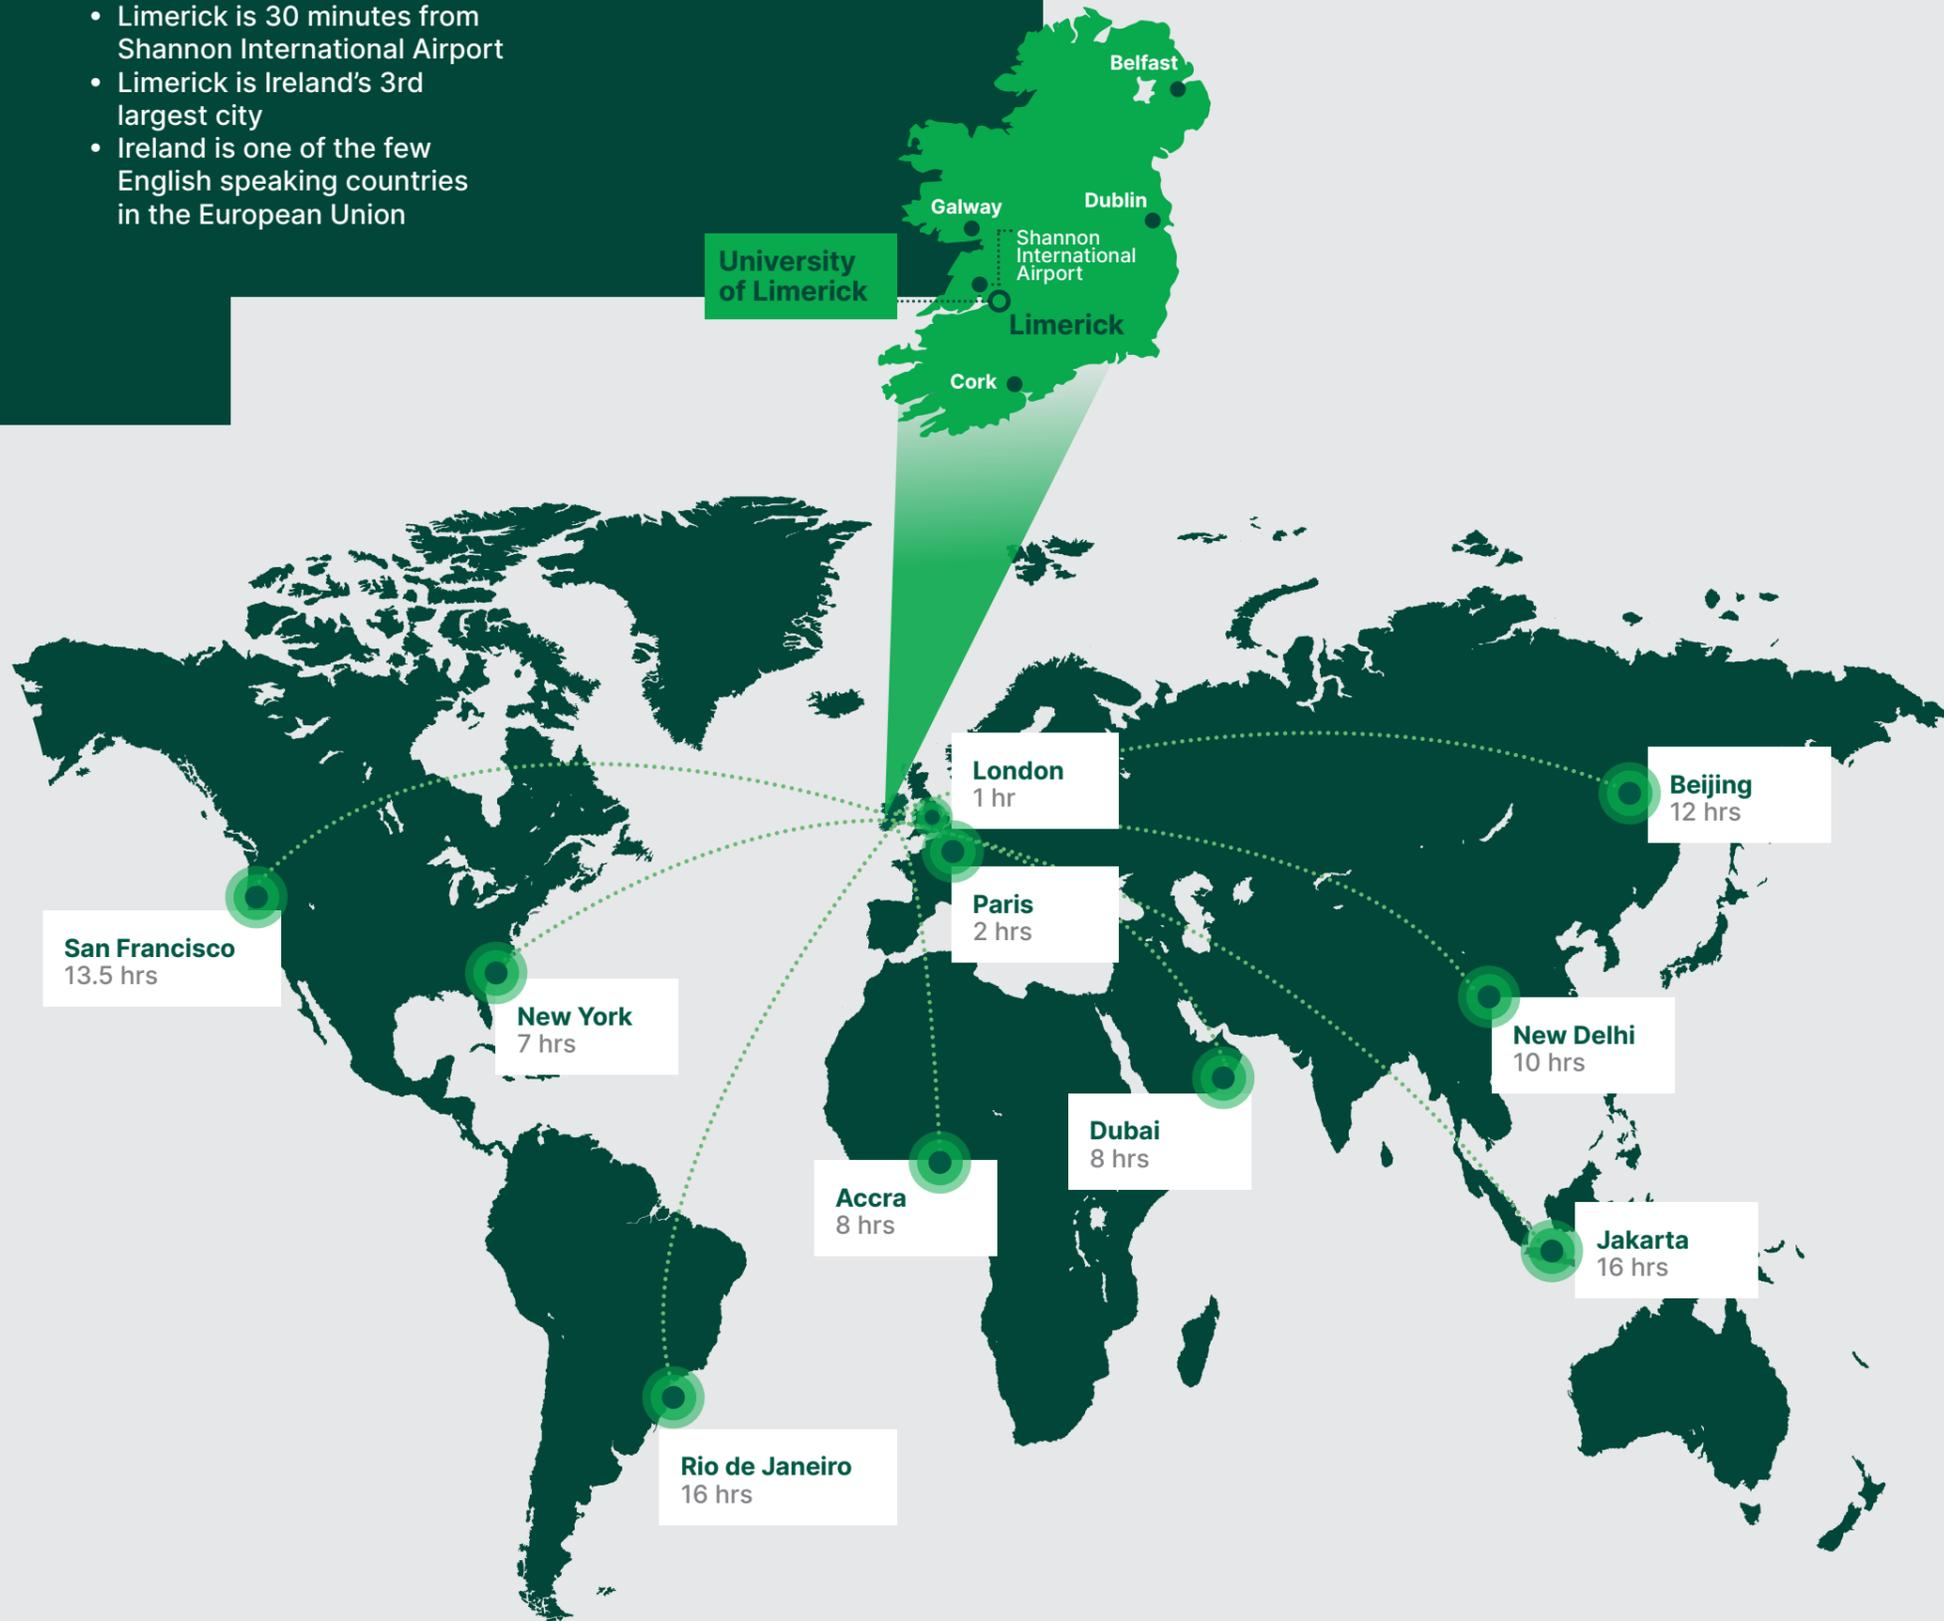 • Limerick is 30 minutes from
Shannon International Airport
• Limerick is Ireland’s 3rd
largest city
• Ireland is one of the few
English speaking countries
in the European Union
Belfast
Dublin
Galway
Shannon
International
Airport
University
of Limerick
Limerick
Cork
London
1 hr
Beijing
12 hrs
Paris
2 hrs
San Francisco
13.5 hrs
New York
7 hrs
New Delhi
10 hrs
Dubai
8 hrs
Accra
8 hrs
Jakarta
16 hrs
Rio de Janeiro
16 hrs